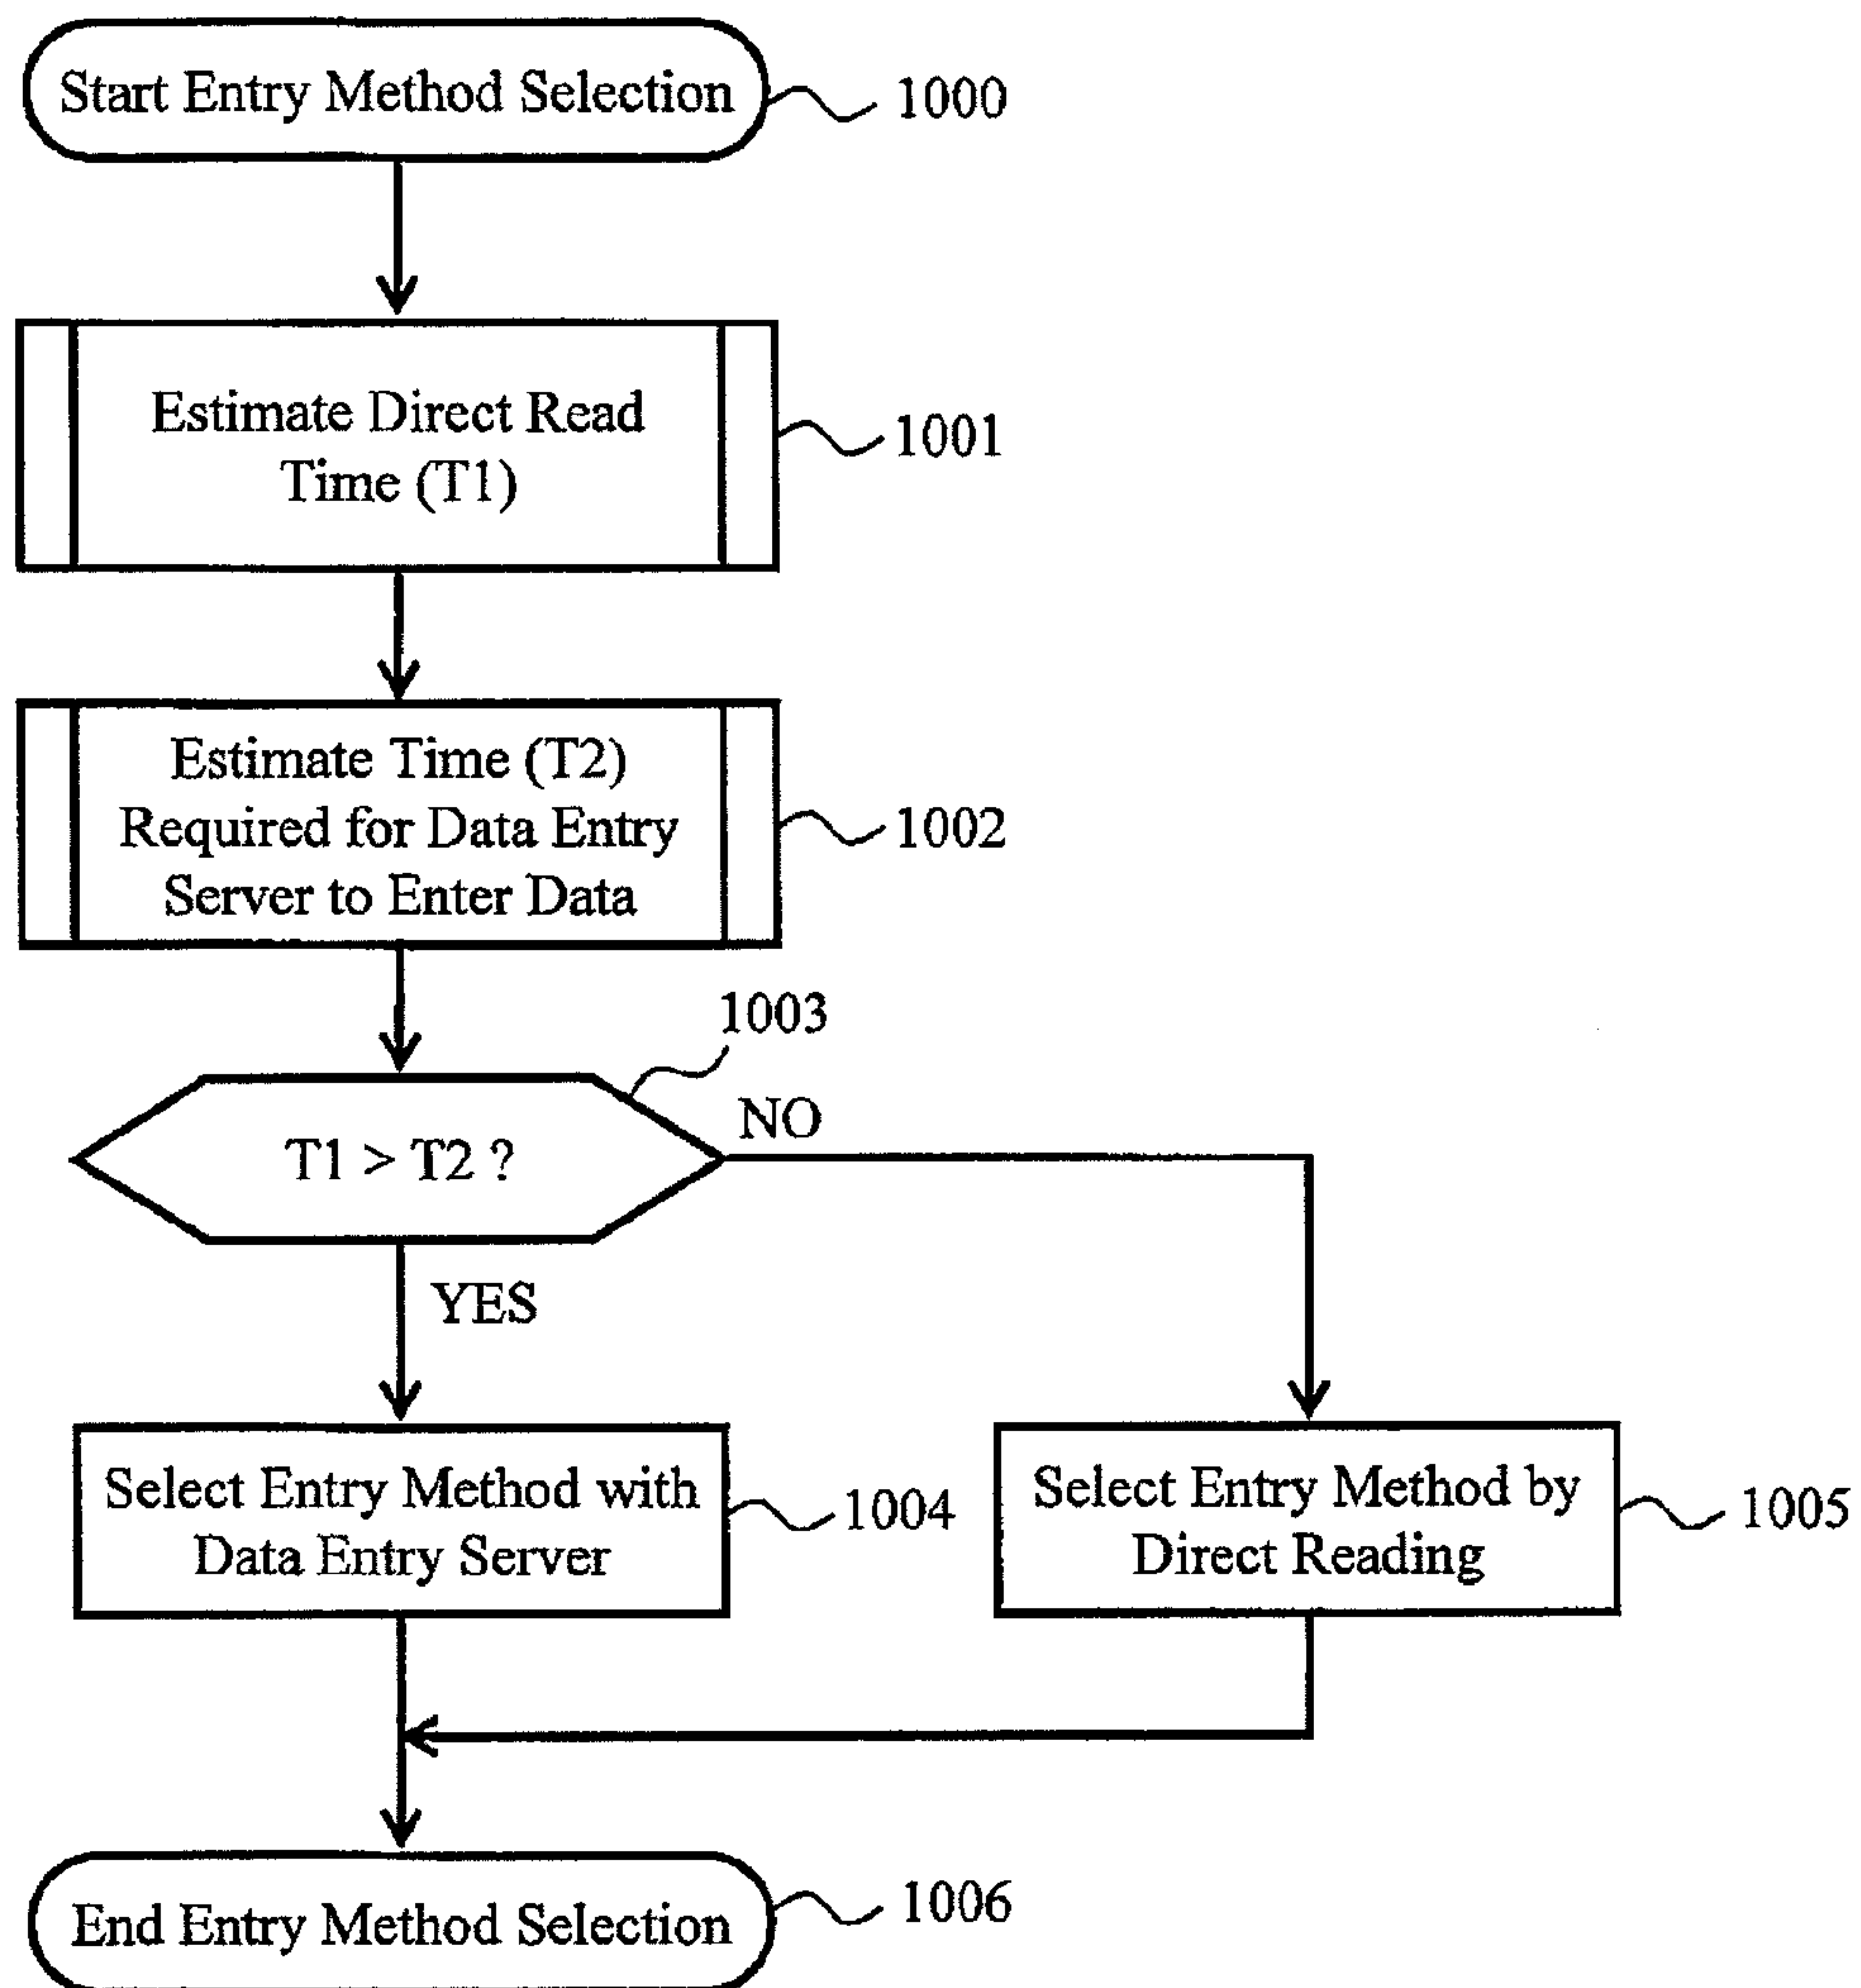 Start Entry Method Selection
1000
Estimate Direct Read
Time (T1)
1001
Estimate Time (T2)
Required for Data Entry
Server to Enter Data
1002
1003
T1 > T2 ?
NO
YES
Select Entry Method with
Data Entry Server
1004
Select Entry Method by
Direct Reading
1005
End Entry Method Selection
1006